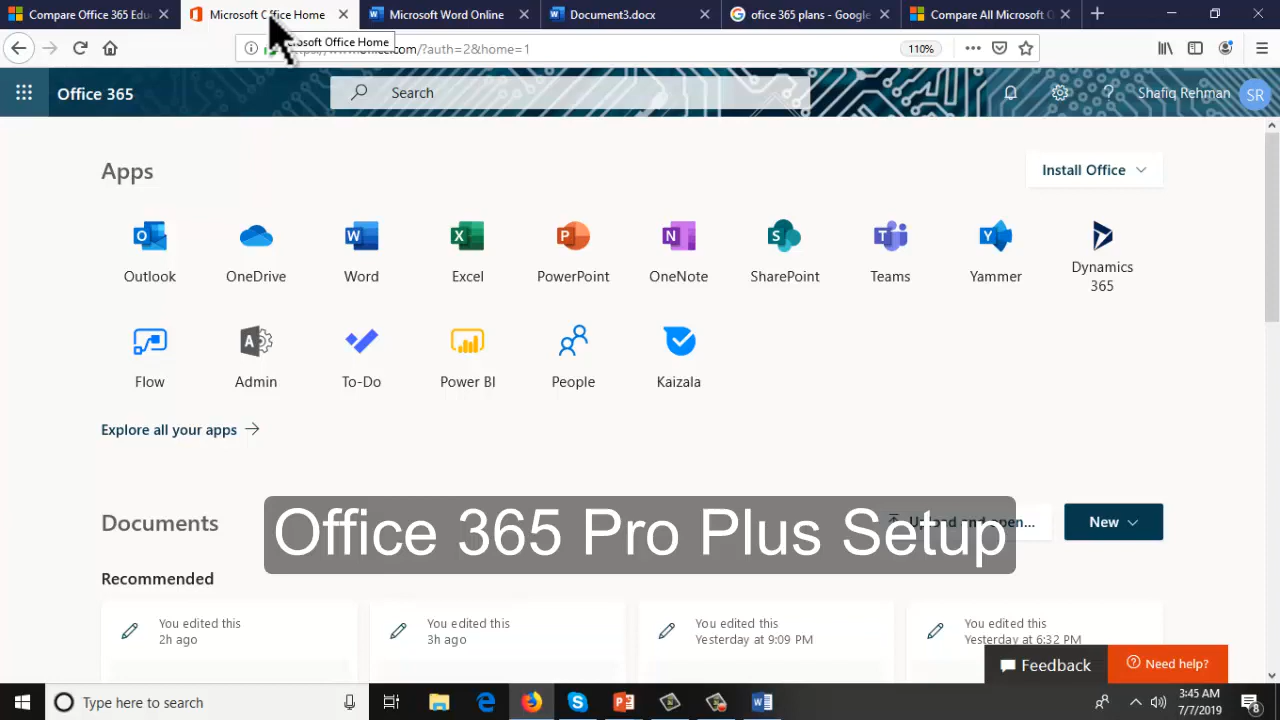 Compare Office 365 Edu
Microsoft Office Home
Microsoft Word Online
Document3.docx
ofice 365 plans - Google
Compare All Microsoft O
Microsoft Office Home
.com/?auth=2&home=1
110%
Office 365
Search
Shafiq Rehman
SR
Apps
Install Office
Outlook
OneDrive
Word
Excel
PowerPoint
OneNote
SharePoint
Teams
Yammer
Dynamics
365
Flow
Admin
To-Do
Power BI
People
Kaizala
Explore all your apps
Documents
Upload and open...
New
Office 365 Pro Plus Setup
Recommended
You edited this
2h ago
You edited this
3h ago
You edited this
Yesterday at 9:09 PM
You edited this
Yesterday at 6:32 PM
Feedback
Need help?
Type here to search
3:45 AM
7/7/2019
8